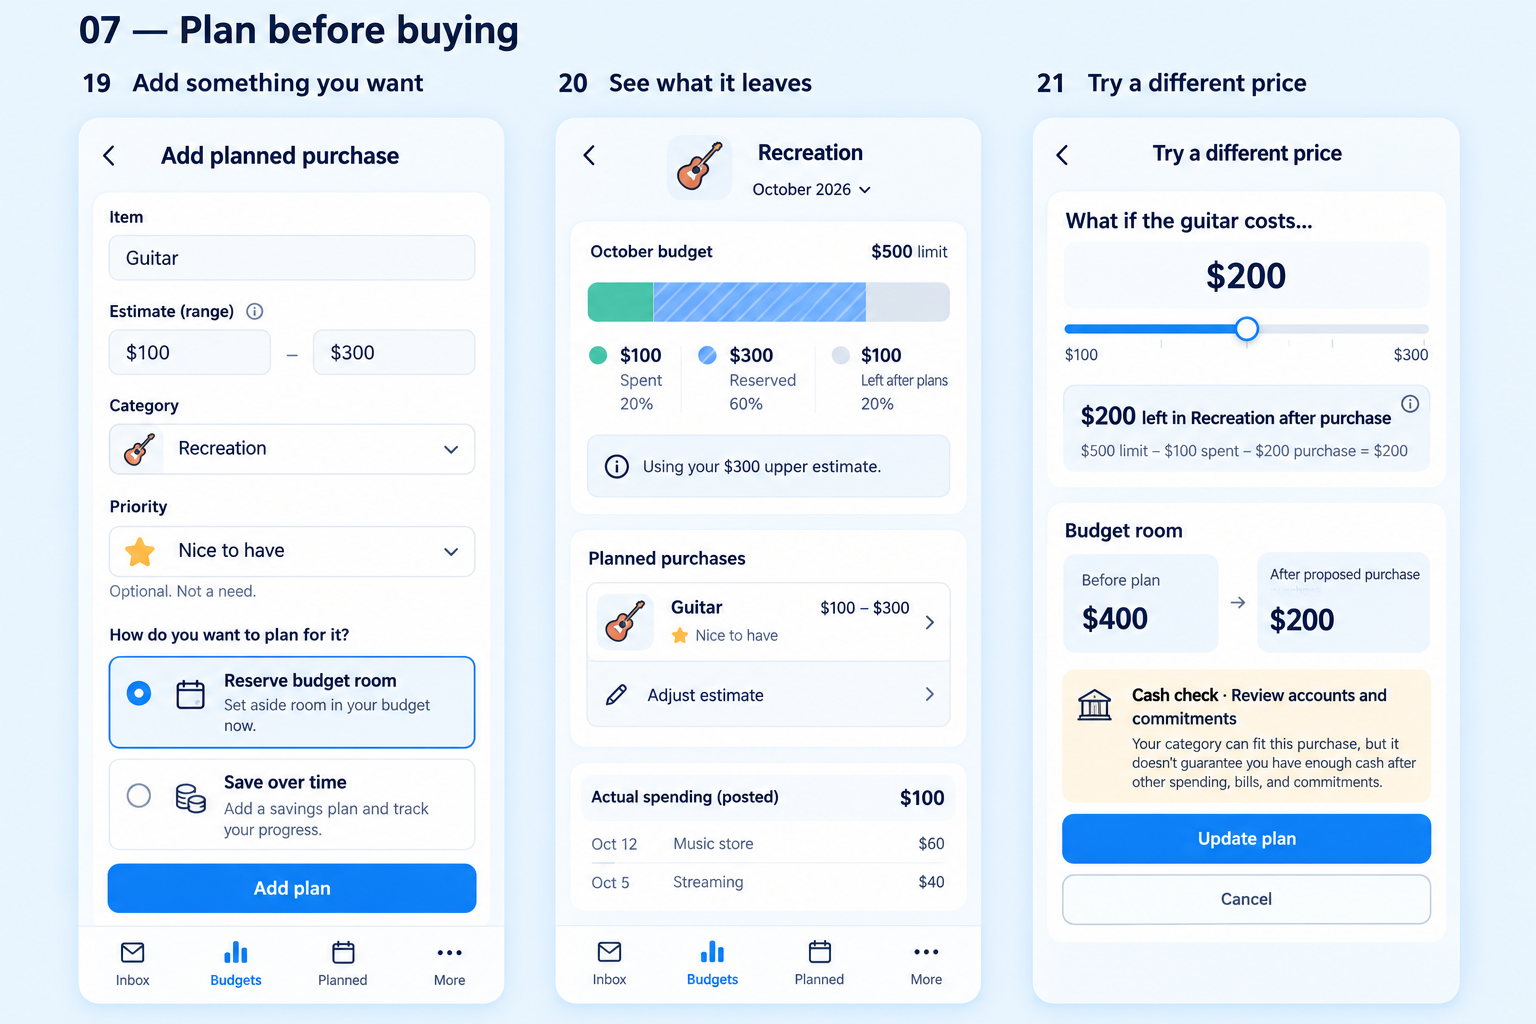 07 — Plan before buying
19 Add something you want
Add planned purchase
Item
Guitar
Estimate (range)
$100 – $300
Category
Recreation
Priority
Nice to have
Optional. Not a need.
How do you want to plan for it?
Reserve budget room
Set aside room in your budget
now.
Save over time
Add a savings plan and track
your progress.
Add plan
Inbox Budgets Planned More
20 See what it leaves
Recreation
October 2026
October budget $500 limit
$100 $300 $100
Spent Reserved Left after plans
20% 60% 20%
Using your $300 upper estimate.
Planned purchases
Guitar $100 – $300
Nice to have
Adjust estimate
Actual spending (posted) $100
Oct 12 Music store $60
Oct 5 Streaming $40
Inbox Budgets Planned More
21 Try a different price
Try a different price
What if the guitar costs...
$200
$100 $300
$200 left in Recreation after purchase
$500 limit – $100 spent – $200 purchase = $200
Budget room
Before plan → After proposed purchase
$400 $200
Cash check · Review accounts and
commitments
Your category can fit this purchase, but it
doesn't guarantee you have enough cash after
other spending, bills, and commitments.
Update plan
Cancel